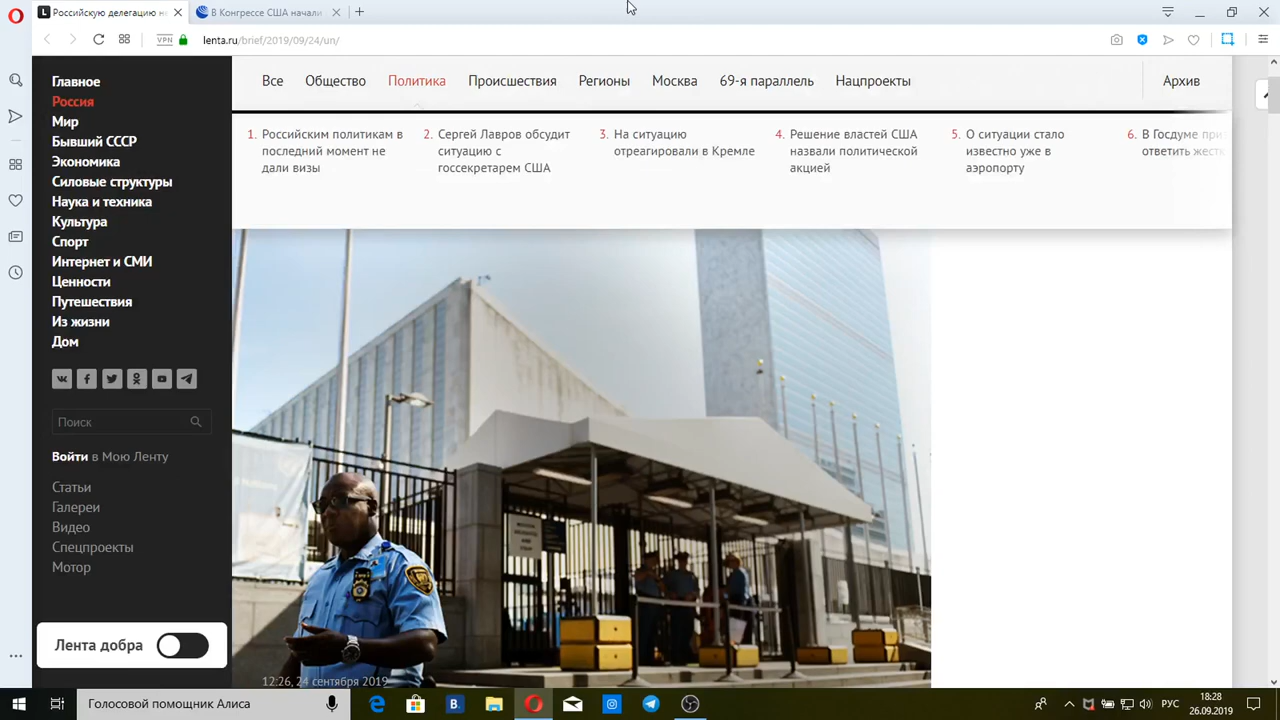 Российскую делегацию не
В Конгрессе США начали
VPN
lenta.ru/brief/2019/09/24/un/
Главное
Россия
Мир
Бывший СССР
Экономика
Силовые структуры
Наука и техника
Культура
Спорт
Интернет и СМИ
Ценности
Путешествия
Из жизни
Дом
Поиск
Войти в Мою Ленту
Статьи
Галереи
Видео
Спецпроекты
Мотор
Лента добра
Все
Общество
Политика
Происшествия
Регионы
Москва
69-я параллель
Нацпроекты
Архив
1. Российским политикам в
последний момент не
дали визы
2. Сергей Лавров обсудит
ситуацию с
госсекретарем США
3. На ситуацию
отреагировали в Кремле
4. Решение властей США
назвали политической
акцией
5. О ситуации стало
известно уже в
аэропорту
6. В Госдуме при
ответить жестк
12:26, 24 сентября 2019
Голосовой помощник Алиса
РУС
18:28
26.09.2019